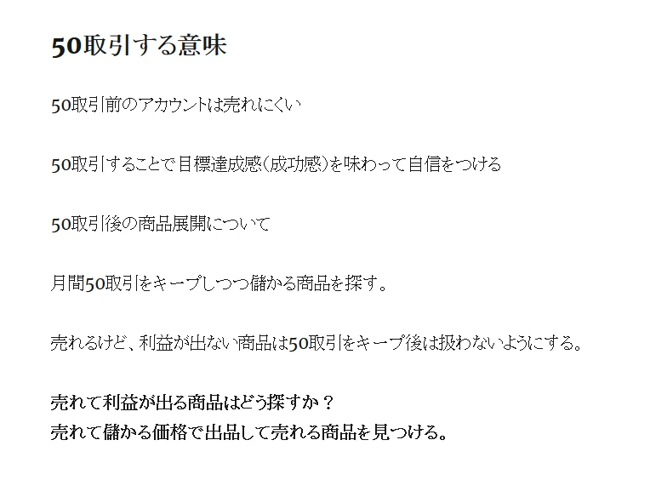 50取引する意味
50取引前のアカウントは売れにくい
50取引することで目標達成感（成功感）を味わって自信をつける
50取引後の商品展開について
月間50取引をキープしつつ儲かる商品を探す。
売れるけど、利益が出ない商品は50取引をキープ後は扱わないようにする。
売れて利益が出る商品はどう探すか？
売れて儲かる価格で出品して売れる商品を見つける。